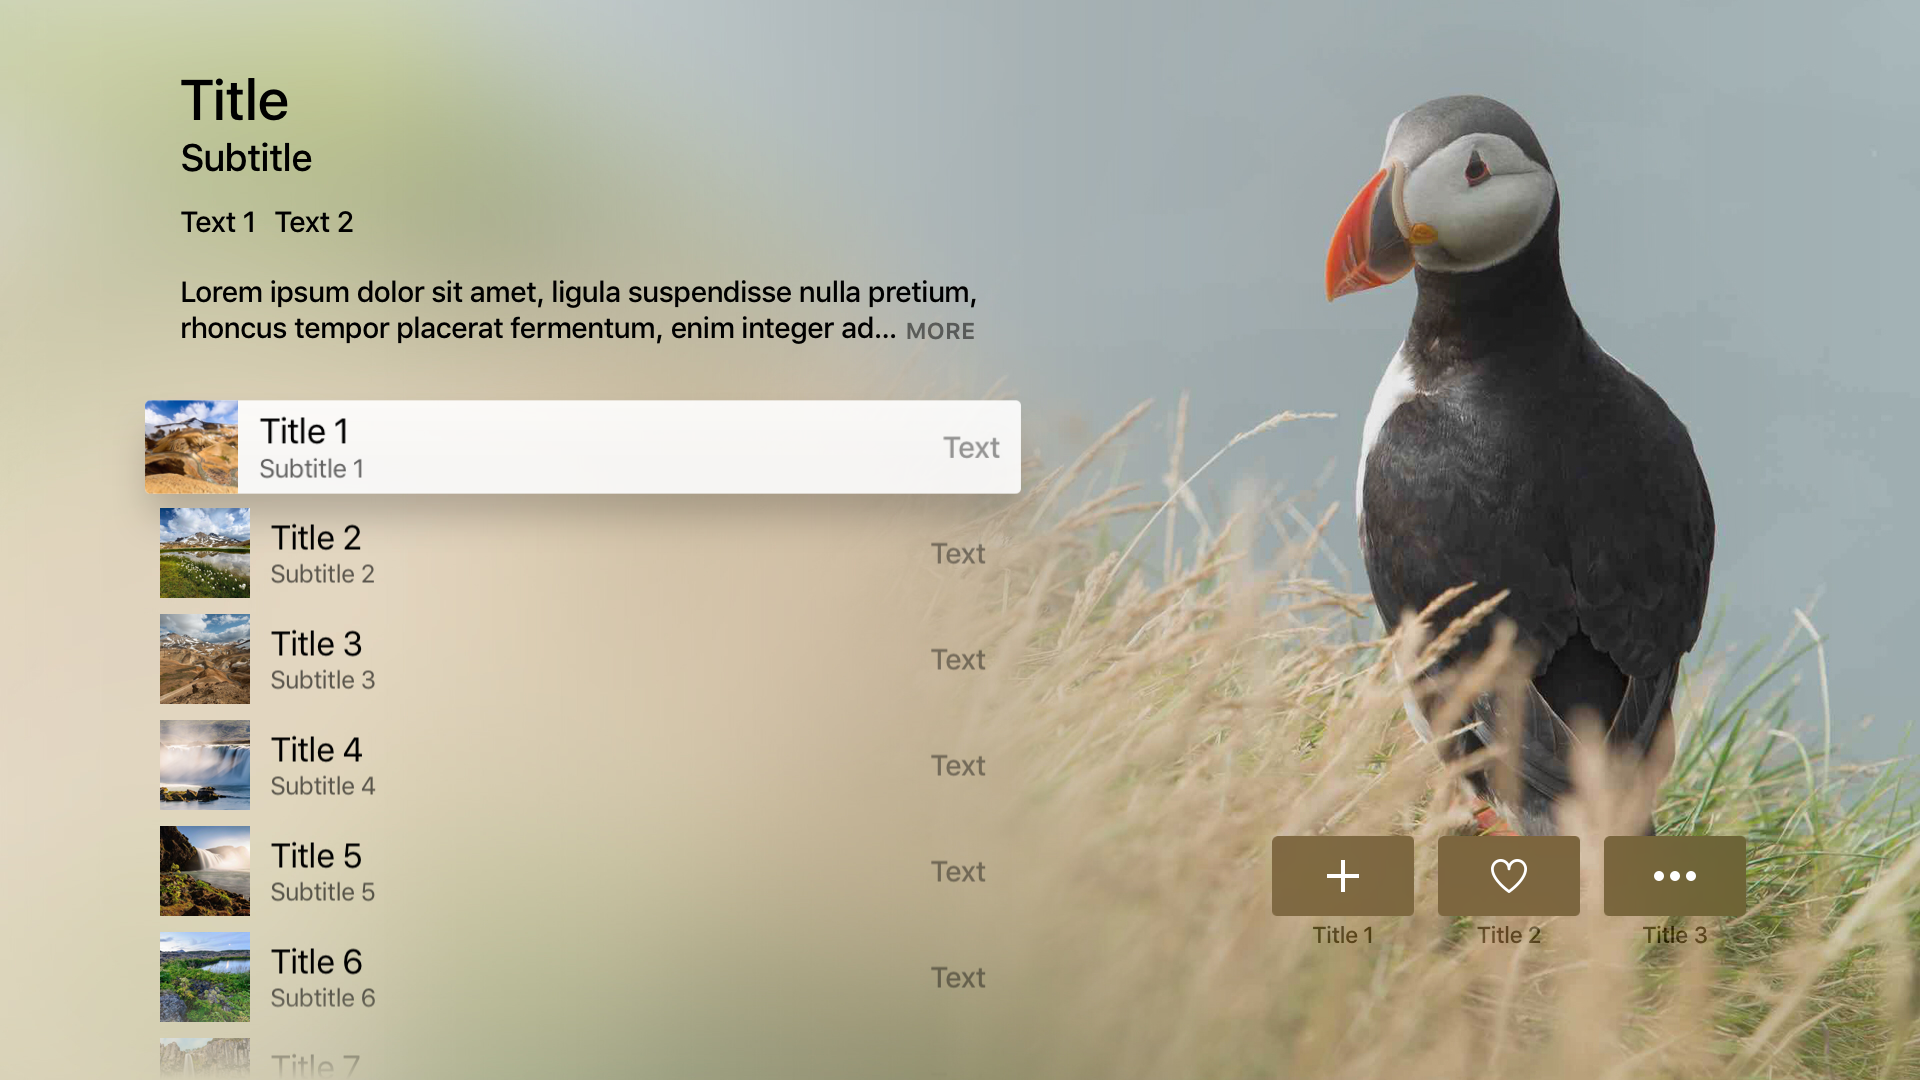 Title
Subtitle
Text 1 Text 2
Lorem ipsum dolor sit amet, ligula suspendisse nulla pretium,
rhoncus tempor placerat fermentum, enim integer ad... MORE
Title 1
Subtitle 1
Text
Title 2
Subtitle 2
Text
Title 3
Subtitle 3
Text
Title 4
Subtitle 4
Text
Title 5
Subtitle 5
Text
Title 6
Subtitle 6
Text
Title 7
Title 1
Title 2
Title 3